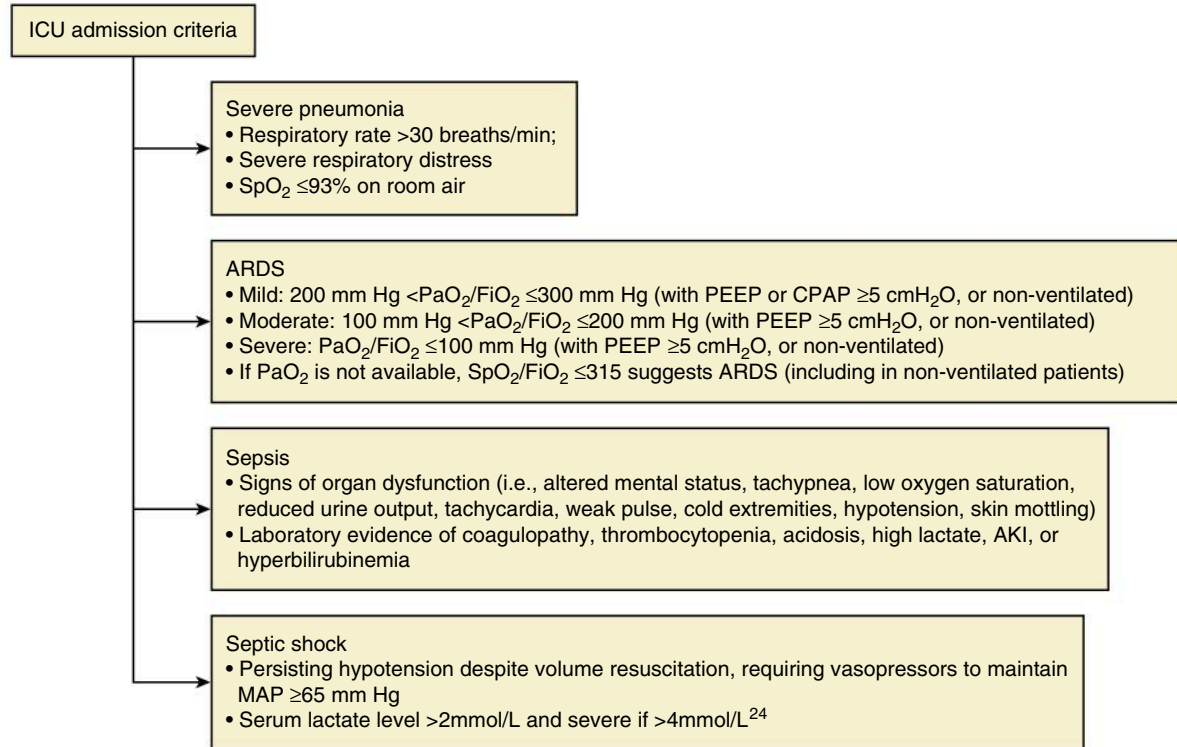 ICU admission criteria
Severe pneumonia
• Respiratory rate >30 breaths/min;
• Severe respiratory distress
• SpO₂ ≤93% on room air
ARDS
• Mild: 200 mm Hg <PaO₂/FiO₂ ≤300 mm Hg (with PEEP or CPAP ≥5 cmH₂O, or non-ventilated)
• Moderate: 100 mm Hg <PaO₂/FiO₂ ≤200 mm Hg (with PEEP ≥5 cmH₂O, or non-ventilated)
• Severe: PaO₂/FiO₂ ≤100 mm Hg (with PEEP ≥5 cmH₂O, or non-ventilated)
• If PaO₂ is not available, SpO₂/FiO₂ ≤315 suggests ARDS (including in non-ventilated patients)
Sepsis
• Signs of organ dysfunction (i.e., altered mental status, tachypnea, low oxygen saturation,
reduced urine output, tachycardia, weak pulse, cold extremities, hypotension, skin mottling)
• Laboratory evidence of coagulopathy, thrombocytopenia, acidosis, high lactate, AKI, or
hyperbilirubinemia
Septic shock
• Persisting hypotension despite volume resuscitation, requiring vasopressors to maintain
MAP ≥65 mm Hg
• Serum lactate level >2mmol/L and severe if >4mmol/L²⁴